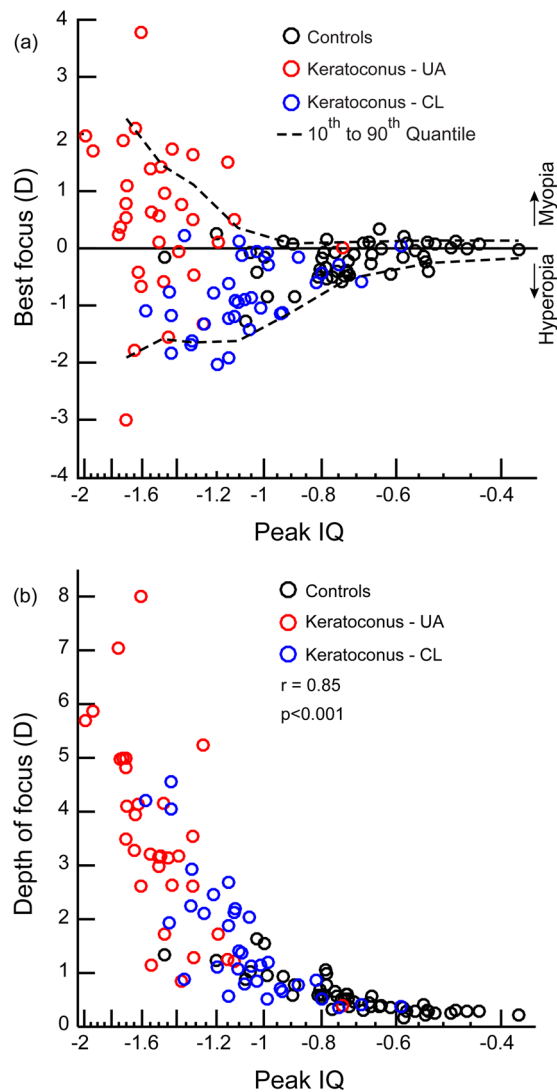 (a)
4
3
2
1
0
-1
-2
-3
-4
Best focus (D)
Controls
Keratoconus - UA
Keratoconus - CL
10th to 90th Quantile
Myopia
Hyperopia
-2 -1.6 -1.2 -1 -0.8 -0.6 -0.4
Peak IQ
(b)
8
7
6
5
4
3
2
1
0
Depth of focus (D)
Controls
Keratoconus - UA
Keratoconus - CL
r = 0.85
p<0.001
-2 -1.6 -1.2 -1 -0.8 -0.6 -0.4
Peak IQ